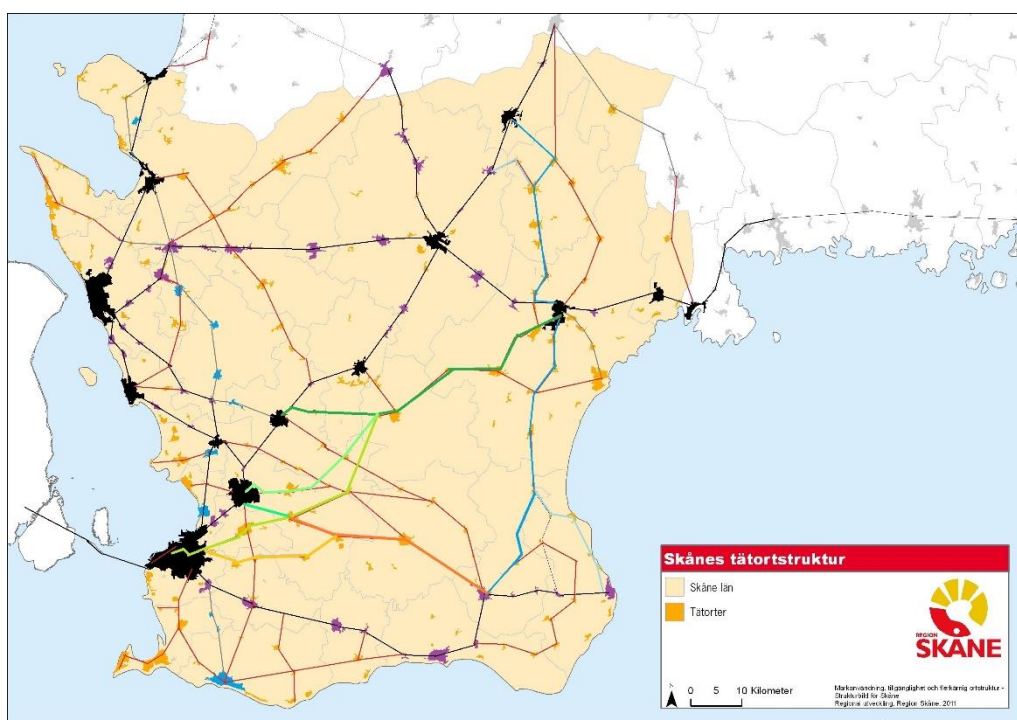 Skånes tätortstruktur
Skåne län
Tätorter
REGION
SKÅNE
0 5 10 Kilometer
Markanvändning, tillgänglighet och flerkärnig ortstruktur -
Strukturbild för Skåne
Regional utveckling, Region Skåne, 2011